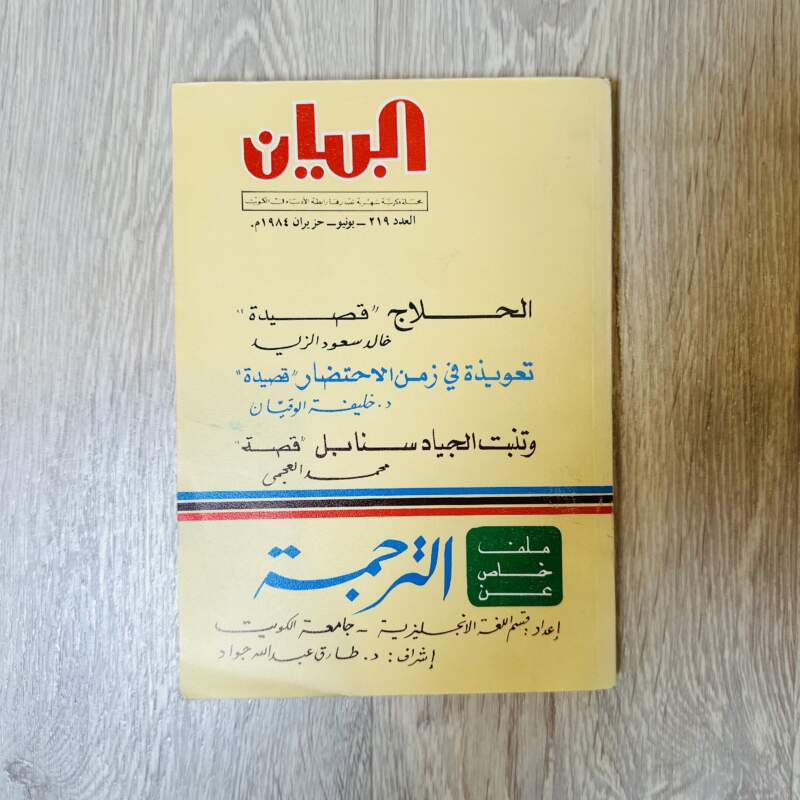 البيان
مجلة فكرية شهرية تصدرها رابطة الأدباء في الكويت
العدد ٢١٩ ـ يونيو ـ حزيران ١٩٨٤م.
الحلاج "قصيدة"
خالد سعود الزيد
تعويذة في زمن الاحتضار "قصيدة"
د. خليفة الوقيان
وتنبت الجياد سنابل "قصة"
محمد العجمي
ملف
خاص
عن
الترجمة
إعداد: قسم اللغة الانجليزية ـ جامعة الكويت
إشراف: د. طارق عبدالله جواد